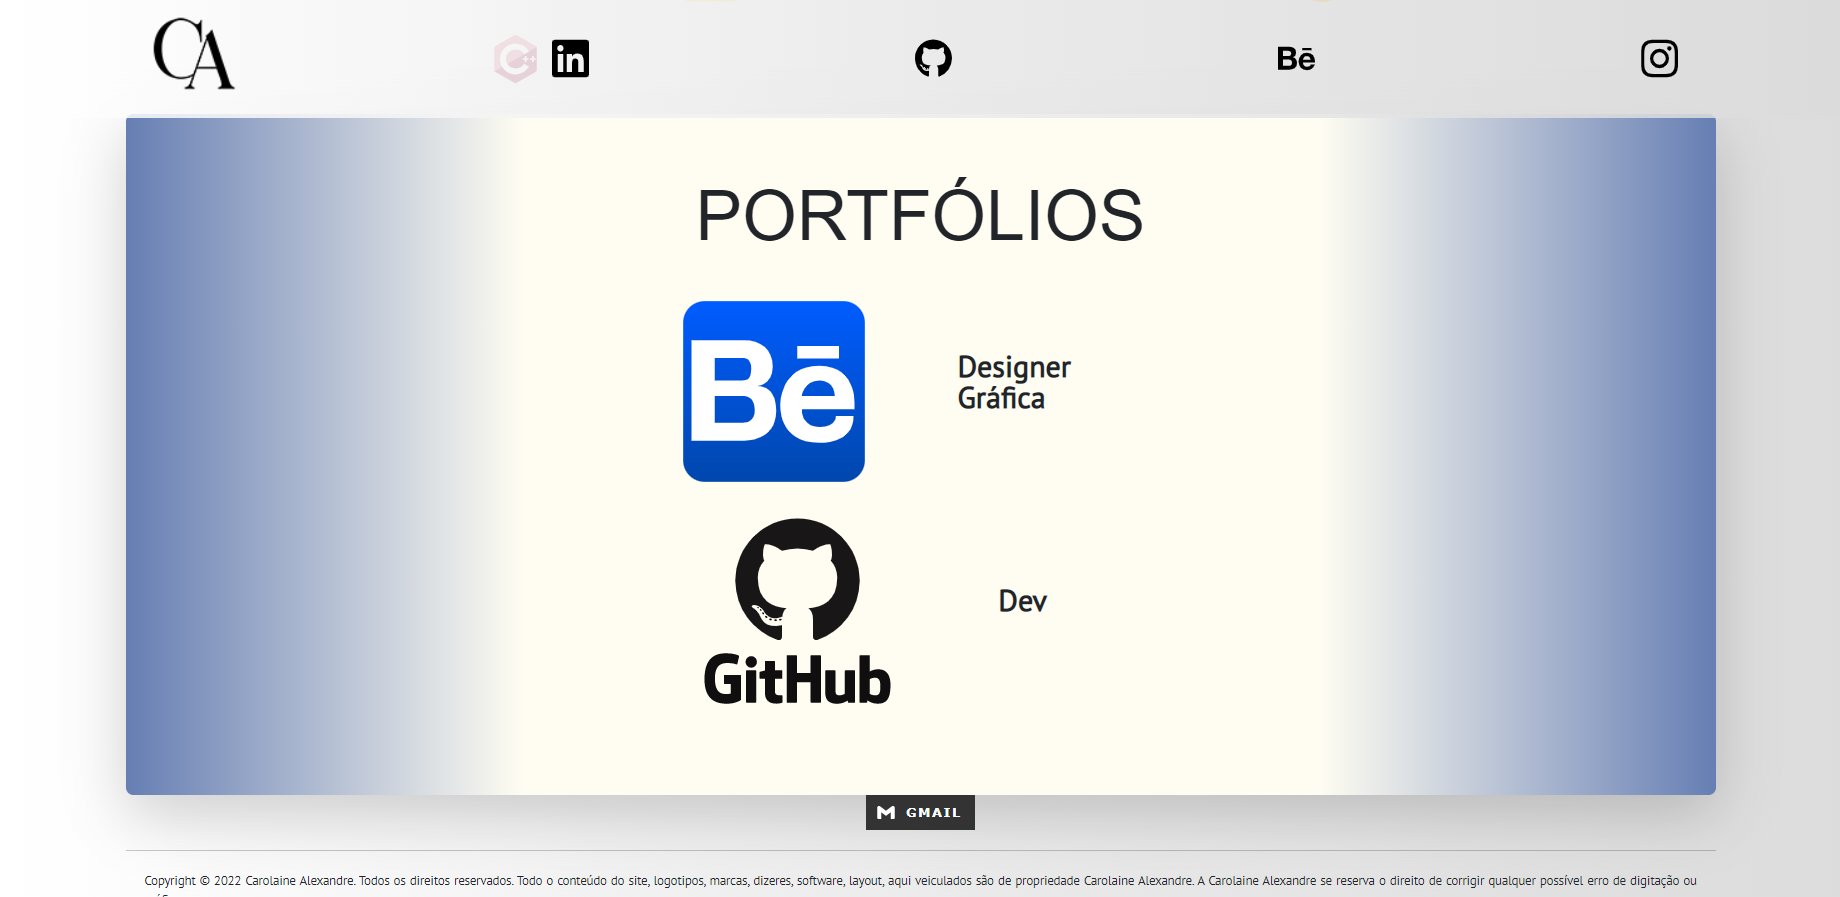 CA
C++
in
Bē
PORTFÓLIOS
Bē
Designer
Gráfica
GitHub
Dev
GMAIL
Copyright © 2022 Carolaine Alexandre. Todos os direitos reservados. Todo o conteúdo do site, logotipos, marcas, dizeres, software, layout, aqui veiculados são de propriedade Carolaine Alexandre. A Carolaine Alexandre se reserva o direito de corrigir qualquer possível erro de digitação ou